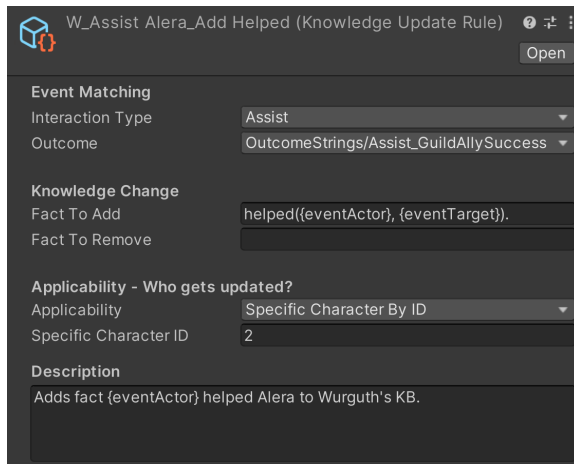 W_Assist Alera_Add Helped (Knowledge Update Rule)
Open
Event Matching
Interaction Type Assist
Outcome OutcomeStrings/Assist_GuildAllySuccess
Knowledge Change
Fact To Add helped({eventActor}, {eventTarget}).
Fact To Remove
Applicability - Who gets updated?
Applicability Specific Character By ID
Specific Character ID 2
Description
Adds fact {eventActor} helped Alera to Wurguth's KB.